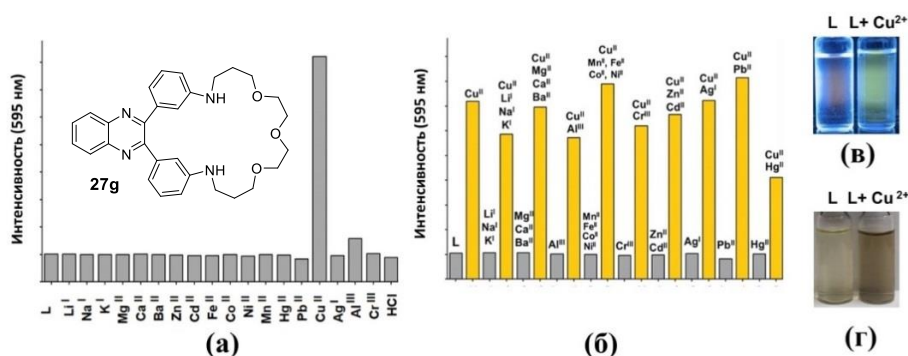 Интенсивность (595 нм)
NH
O
O
O
NH
N
N
27g
L
Li I
Na I
K I
Mg II
Ca II
Ba II
Zn II
Cd II
Fe II
Co II
Ni II
Mn II
Hg II
Pb II
Cu II
Ag I
Al III
Cr III
HCl
(а)
Интенсивность (595 нм)
L
Cu II
Li I
Na I
K I
Cu II
Li I
Na I
K I
Mg II
Ca II
Ba II
Cu II
Mg II
Ca II
Ba II
Al III
Cu II
Al III
Mn II
Fe II
Co II
Ni II
Cu II
Mn II, Fe II
Co II, Ni II
Cr III
Cu II
Cr III
Zn II
Cd II
Cu II
Zn II
Cd II
Ag I
Cu II
Ag I
Pb II
Cu II
Pb II
Hg II
Cu II
Hg II
(б)
L L+ Cu2+
(в)
L L+ Cu2+
(г)